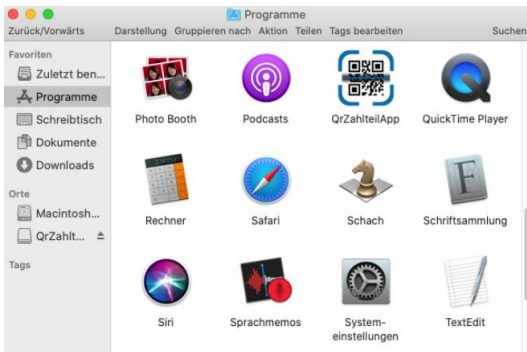 Programme
Zurück/Vorwärts Darstellung Gruppieren nach Aktion Teilen Tags bearbeiten Suchen
Favoriten
Zuletzt ben...
Programme
Schreibtisch
Dokumente
Downloads
Orte
Macintosh...
QrZahlt...
Tags
Photo Booth Podcasts QrZahlteilApp QuickTime Player
Rechner Safari Schach Schriftsammlung
Siri Sprachmemos System-
einstellungen TextEdit